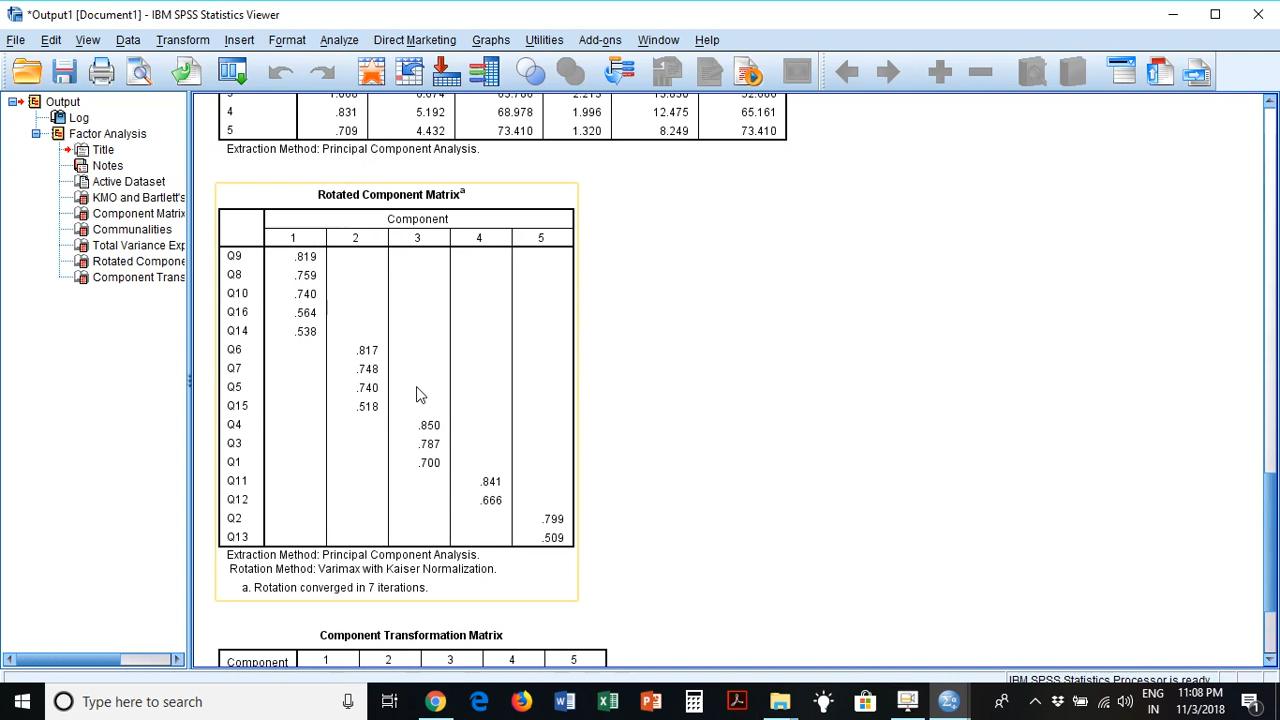 *Output1 [Document1] - IBM SPSS Statistics Viewer
File Edit View Data Transform Insert Format Analyze Direct Marketing Graphs Utilities Add-ons Window Help
Output
Log
Factor Analysis
Title
Notes
Active Dataset
KMO and Bartlett's
Component Matrix
Communalities
Total Variance Exp
Rotated Compone
Component Trans
4 .831 5.192 68.978 1.996 12.475 65.161
5 .709 4.432 73.410 1.320 8.249 73.410
Extraction Method: Principal Component Analysis.
Rotated Component Matrixa
Component
1 2 3 4 5
Q9 .819
Q8 .759
Q10 .740
Q16 .564
Q14 .538
Q6 .817
Q7 .748
Q5 .740
Q15 .518
Q4 .850
Q3 .787
Q1 .700
Q11 .841
Q12 .666
Q2 .799
Q13 .509
Extraction Method: Principal Component Analysis.
Rotation Method: Varimax with Kaiser Normalization.
a. Rotation converged in 7 iterations.
Component Transformation Matrix
Component 1 2 3 4 5
IBM SPSS Statistics Processor is ready
Type here to search
ENG 11:08 PM
IN 11/3/2018